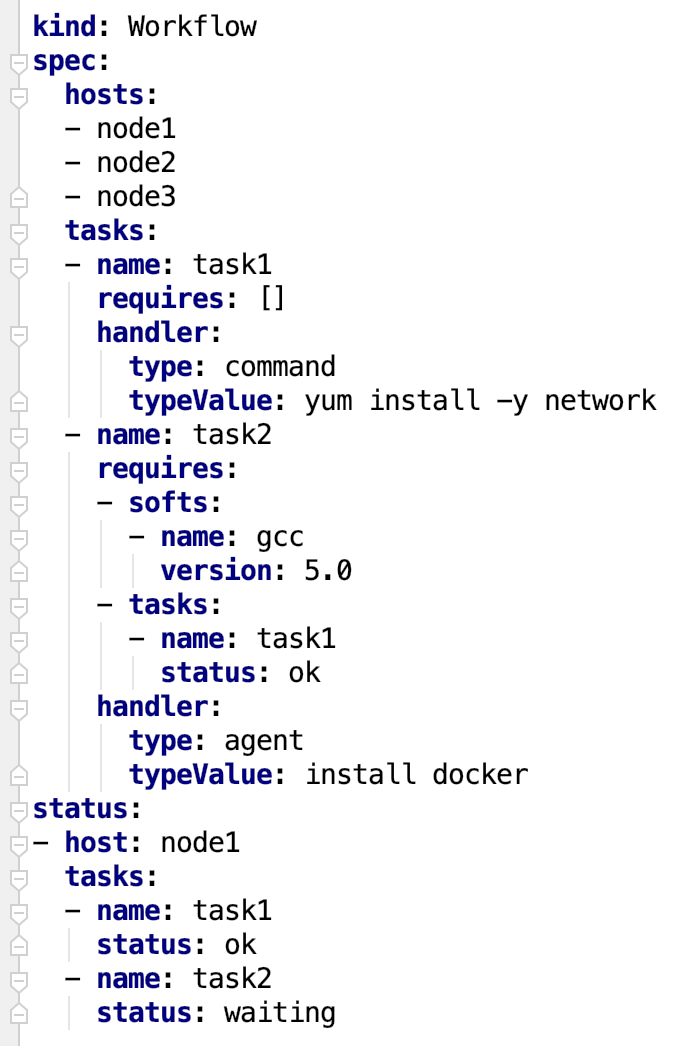 kind: Workflow
spec:
  hosts:
  - node1
  - node2
  - node3
  tasks:
  - name: task1
    requires: []
    handler:
      type: command
      typeValue: yum install -y network
  - name: task2
    requires:
    - softs:
      - name: gcc
        version: 5.0
    - tasks:
      - name: task1
        status: ok
    handler:
      type: agent
      typeValue: install docker
status:
- host: node1
  tasks:
  - name: task1
    status: ok
  - name: task2
    status: waiting